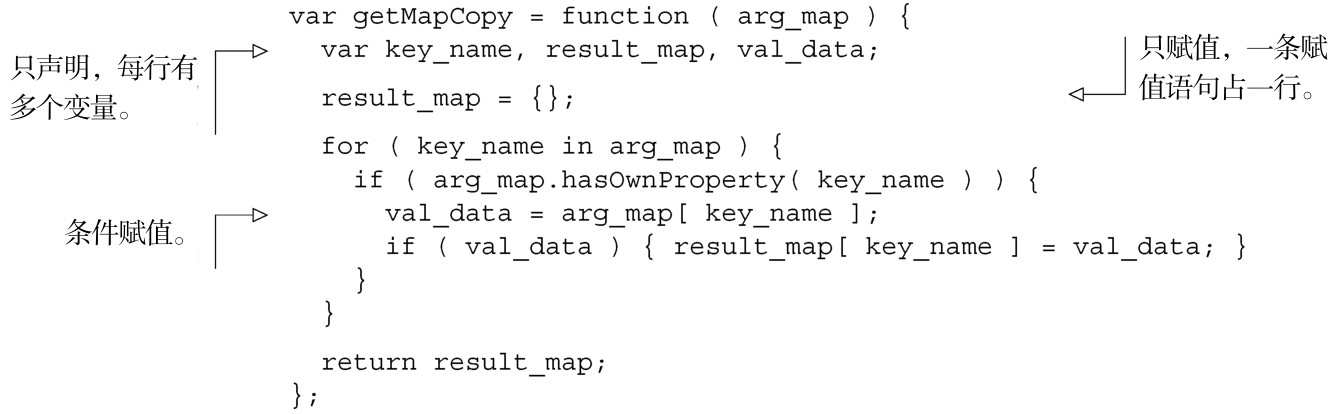 var getMapCopy = function ( arg_map ) {
  var key_name, result_map, val_data;
只声明，每行有
多个变量。
只赋值，一条赋
值语句占一行。
  result_map = {};
  for ( key_name in arg_map ) {
    if ( arg_map.hasOwnProperty( key_name ) ) {
      val_data = arg_map[ key_name ];
条件赋值。
      if ( val_data ) { result_map[ key_name ] = val_data; }
    }
  }
  return result_map;
};